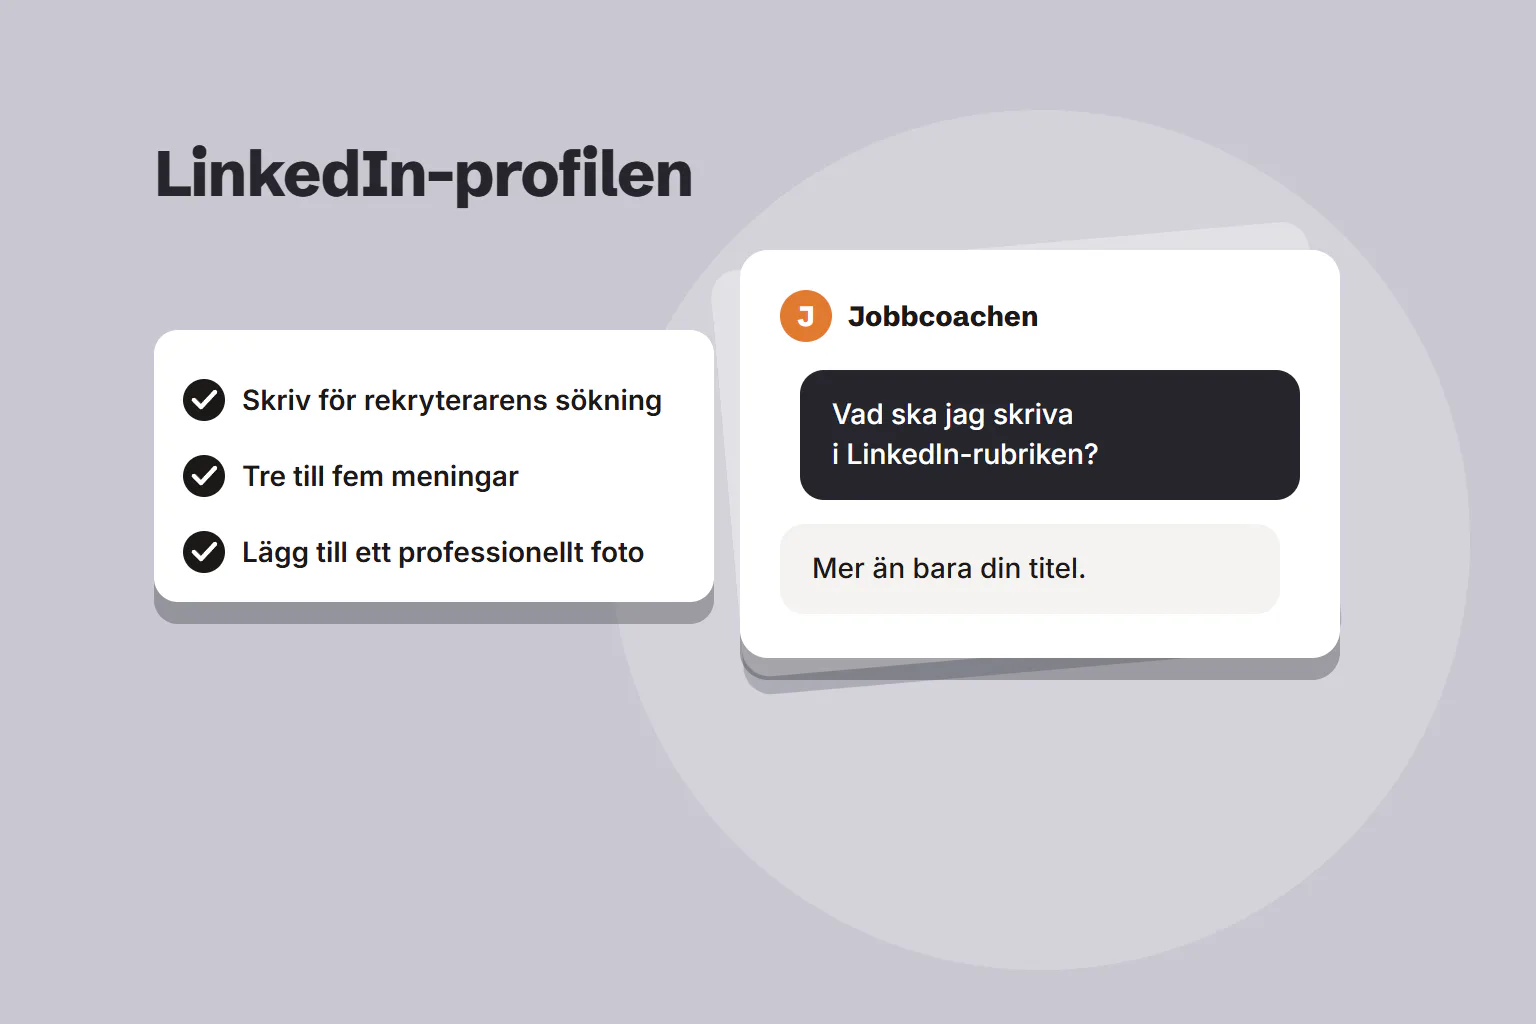 LinkedIn-profilen
Skriv för rekryterarens sökning
Tre till fem meningar
Lägg till ett professionellt foto
J Jobbcoachen
Vad ska jag skriva
i LinkedIn-rubriken?
Mer än bara din titel.